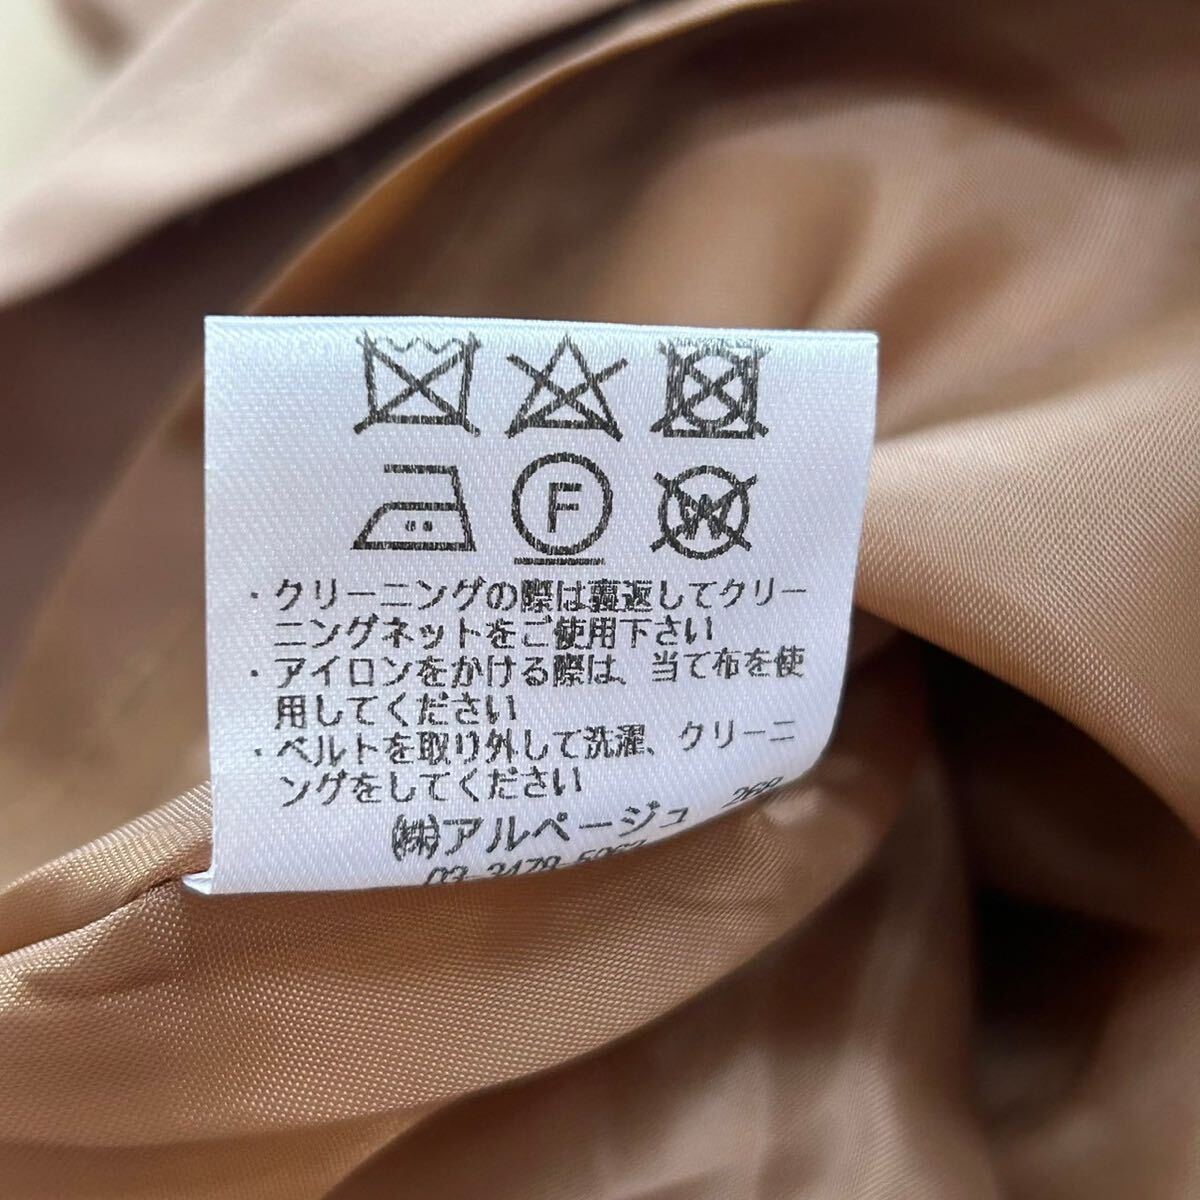 F W
・クリーニングの際は裏返してクリー
ニングネットをご使用下さい
・アイロンをかける際は、当て布を使
用してください
・ベルトを取り外して洗濯、クリーニ
ングをしてください
㈱アルページュ 268
03-3479-